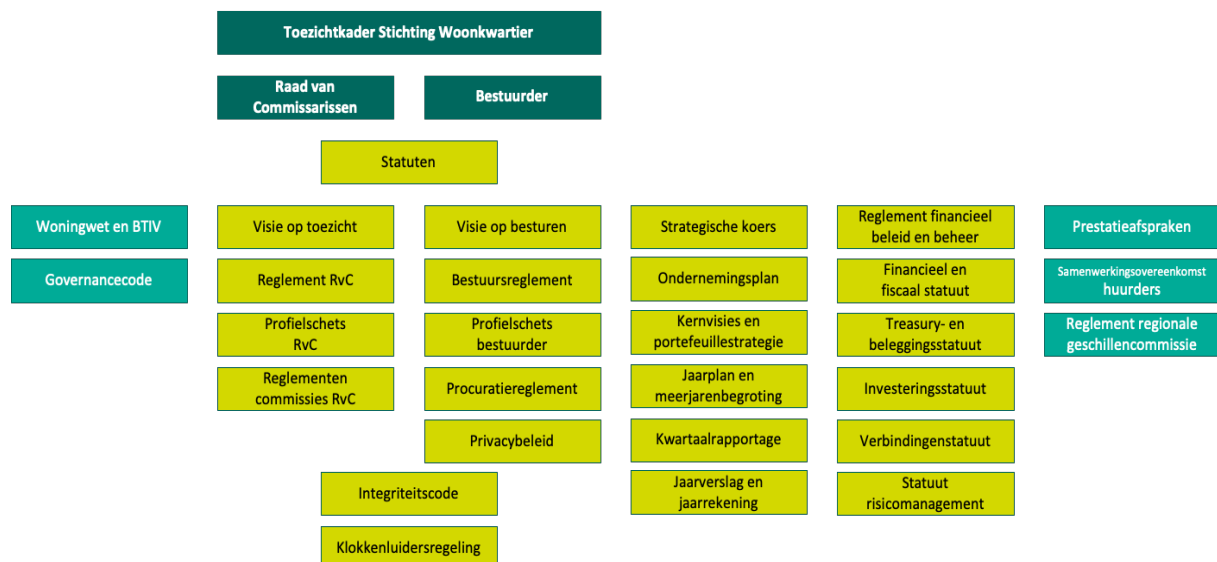 Toezichtkader Stichting Woonkwartier
Raad van
Commissarissen
Bestuurder
Statuten
Woningwet en BTIV
Governancecode
Visie op toezicht
Reglement RvC
Profielschets
RvC
Reglementen
commissies RvC
Visie op besturen
Bestuursreglement
Profielschets
bestuurder
Procuratiereglement
Privacybeleid
Integriteitscode
Klokkenluidersregeling
Strategische koers
Ondernemingsplan
Kernvisies en
portefeuillestrategie
Jaarplan en
meerjarenbegroting
Kwartaalrapportage
Jaarverslag en
jaarrekening
Reglement financieel
beleid en beheer
Financieel en
fiscaal statuut
Treasury- en
beleggingsstatuut
Investeringsstatuut
Verbindingenstatuut
Statuut
risicomanagement
Prestatieafspraken
Samenwerkingsovereenkomst
huurders
Reglement regionale
geschillencommissie